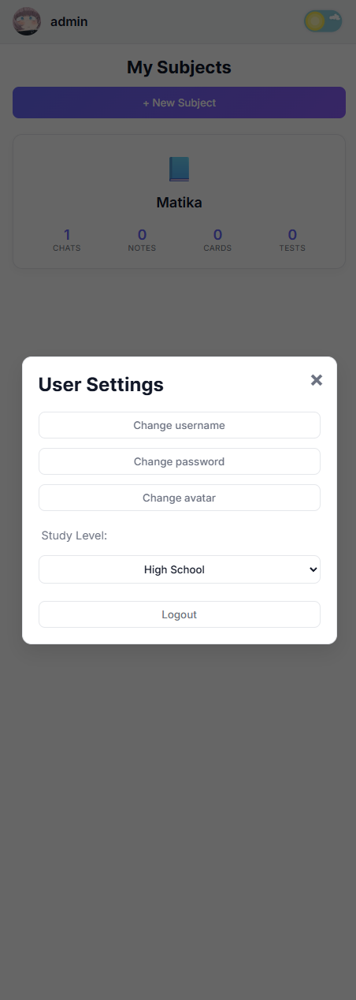 admin
My Subjects
+ New Subject
Matika
1 0 0 0
CHATS NOTES CARDS TESTS
User Settings
Change username
Change password
Change avatar
Study Level:
High School
Logout